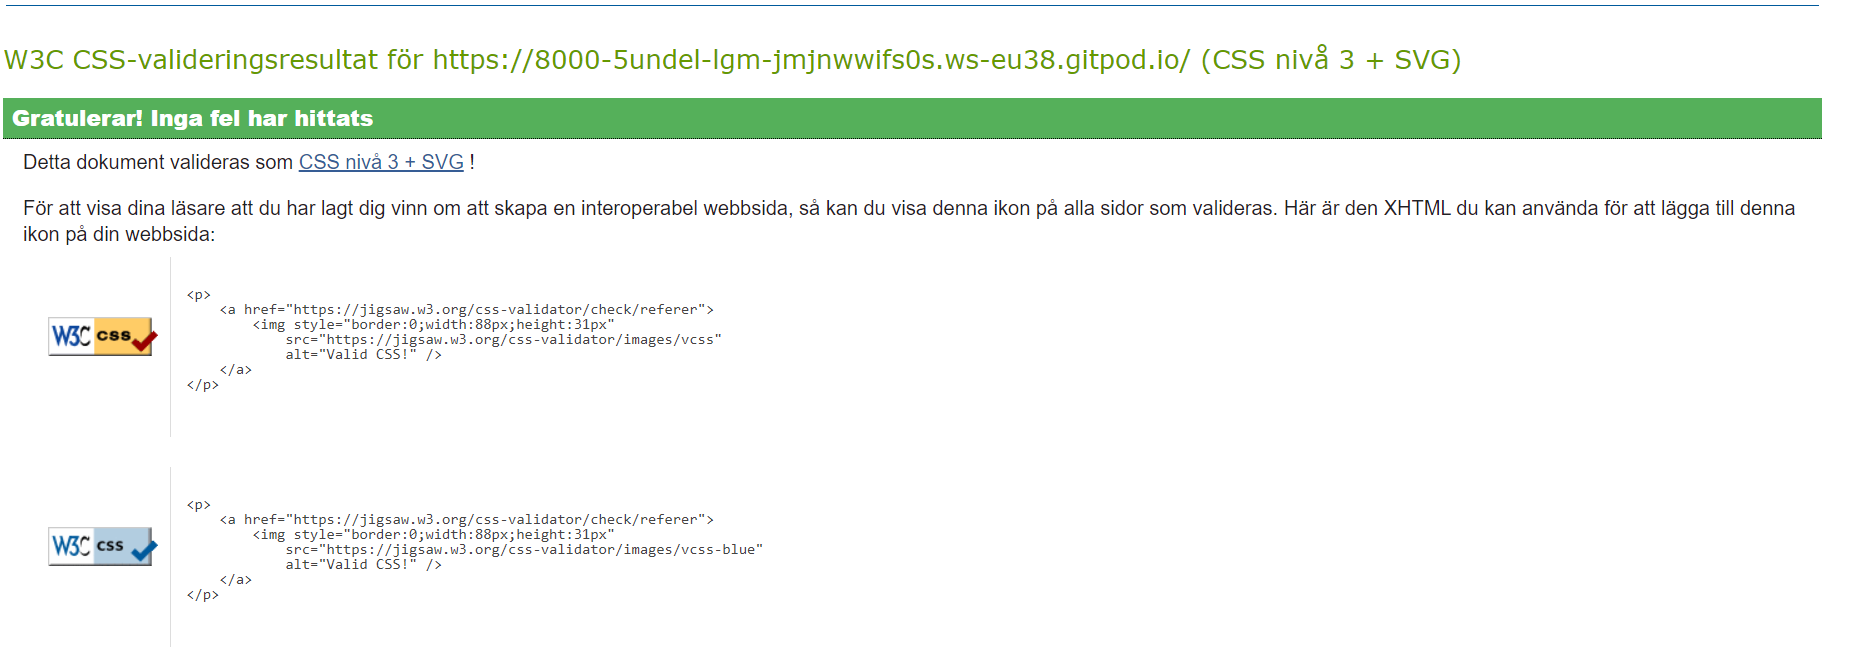 W3C CSS-valideringsresultat för https://8000-5undel-lgm-jmjnwwifs0s.ws-eu38.gitpod.io/ (CSS nivå 3 + SVG)
Gratulerar! Inga fel har hittats
Detta dokument valideras som CSS nivå 3 + SVG !
För att visa dina läsare att du har lagt dig vinn om att skapa en interoperabel webbsida, så kan du visa denna ikon på alla sidor som valideras. Här är den XHTML du kan använda för att lägga till denna
ikon på din webbsida:
<p>
    <a href="https://jigsaw.w3.org/css-validator/check/referer">
        <img style="border:0;width:88px;height:31px"
            src="https://jigsaw.w3.org/css-validator/images/vcss"
            alt="Valid CSS!" />
    </a>
</p>
W3C css
<p>
    <a href="https://jigsaw.w3.org/css-validator/check/referer">
        <img style="border:0;width:88px;height:31px"
            src="https://jigsaw.w3.org/css-validator/images/vcss-blue"
            alt="Valid CSS!" />
    </a>
</p>
W3C css